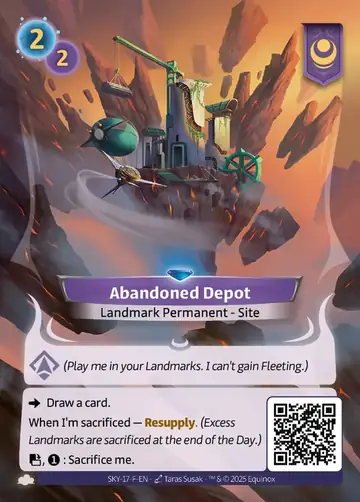 2
2
Abandoned Depot
Landmark Permanent - Site
(Play me in your Landmarks. I can't gain Fleeting.)
Draw a card.
When I'm sacrificed — Resupply. (Excess
Landmarks are sacrificed at the end of the Day.)
, 1 : Sacrifice me.
SKY-17-F-EN - Taras Susak - ™ & © 2025 Equinox